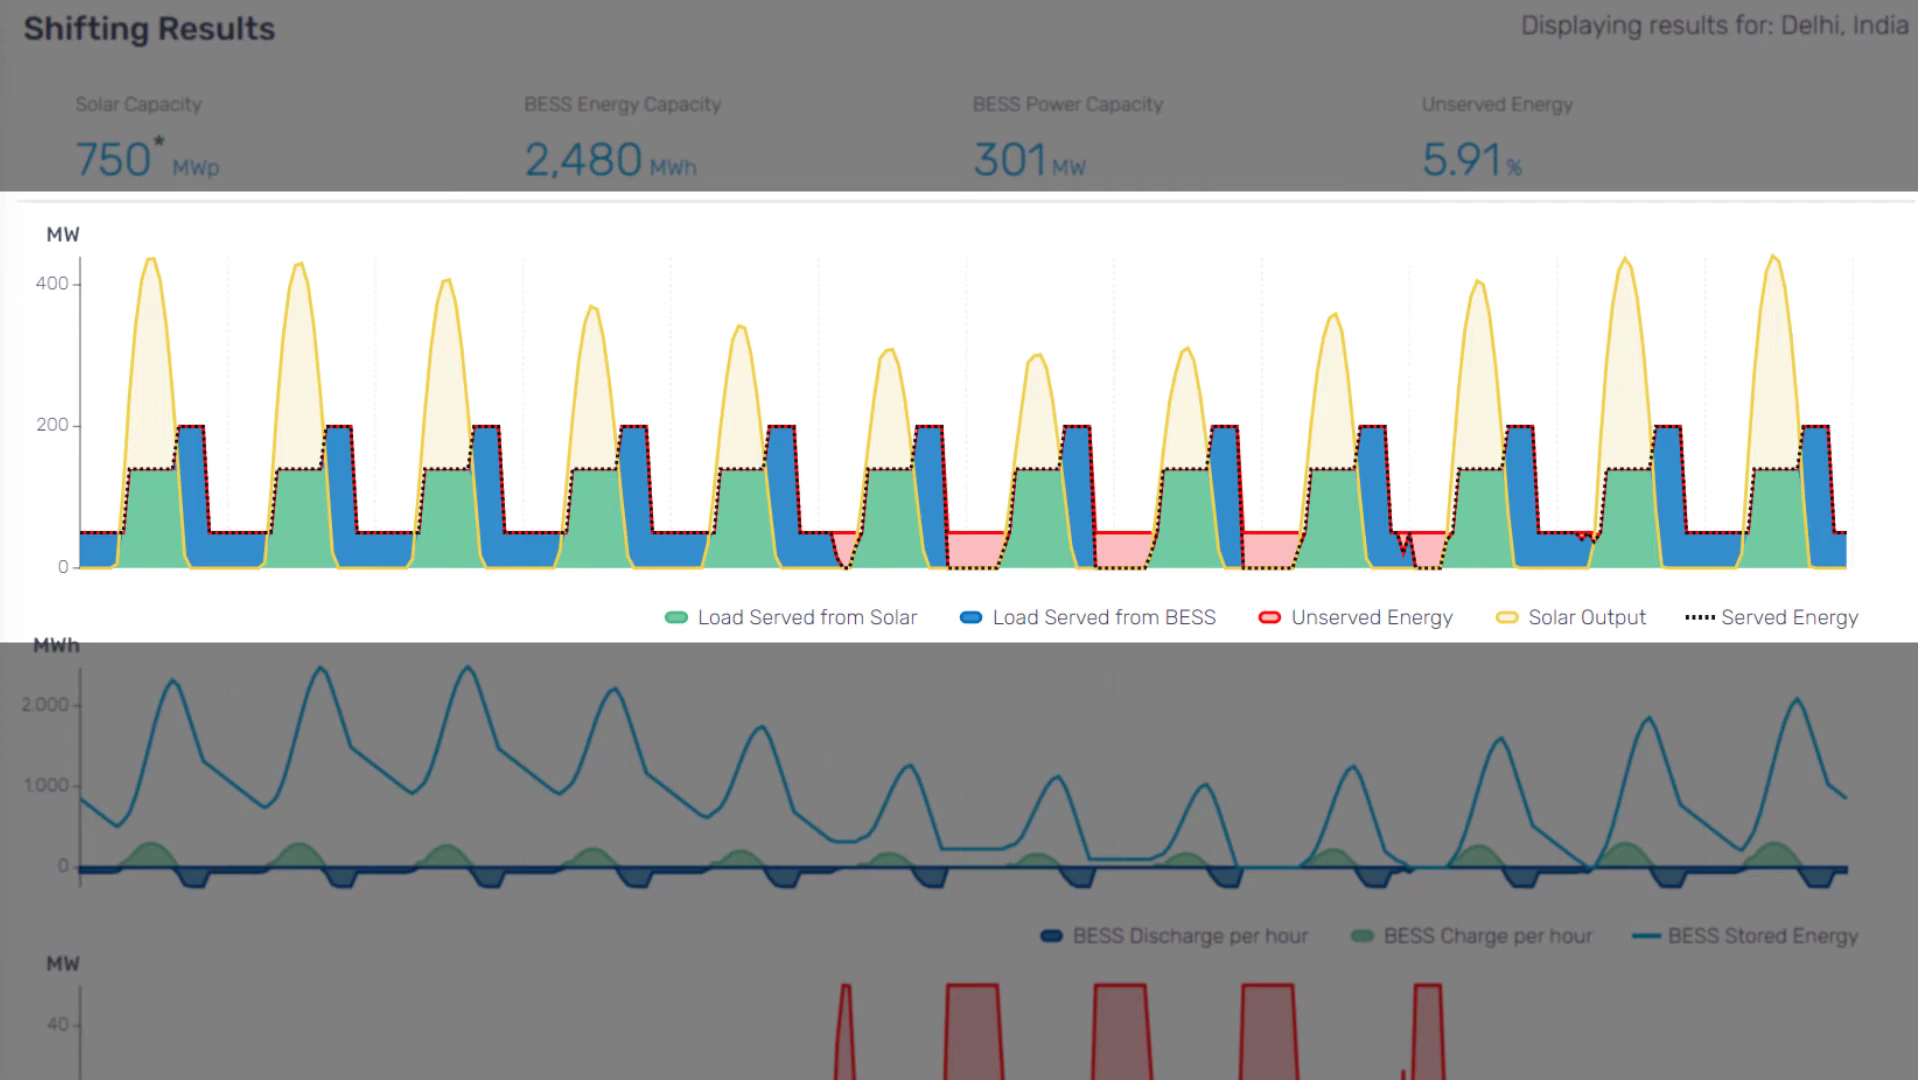 Shifting Results
Displaying results for: Delhi, India
Solar Capacity
BESS Energy Capacity
BESS Power Capacity
Unserved Energy
750* MWp
2,480 MWh
301 MW
5.91 %
MW
400
200
0
Load Served from Solar
Load Served from BESS
Unserved Energy
Solar Output
Served Energy
MWh
2.000
1.000
0
BESS Discharge per hour
BESS Charge per hour
BESS Stored Energy
MW
40